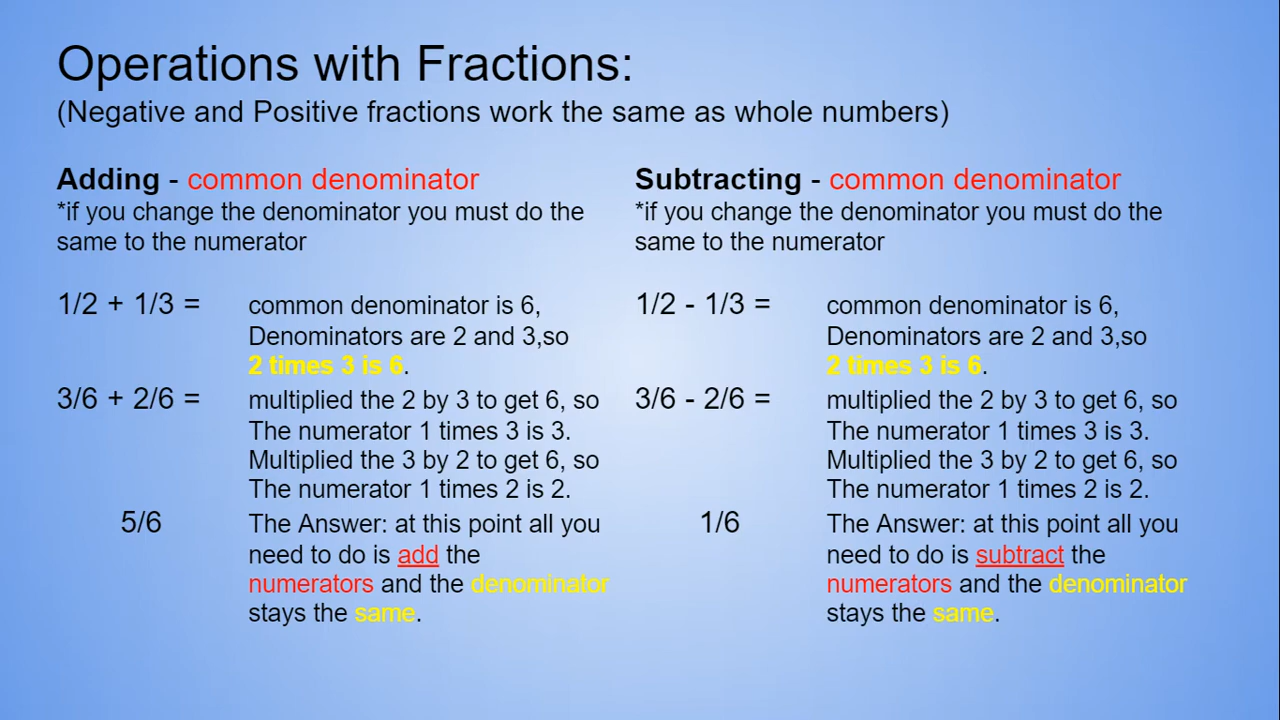 Operations with Fractions:
(Negative and Positive fractions work the same as whole numbers)
Adding - common denominator
*if you change the denominator you must do the
same to the numerator
1/2 + 1/3 = common denominator is 6,
Denominators are 2 and 3,so
2 times 3 is 6.
3/6 + 2/6 = multiplied the 2 by 3 to get 6, so
The numerator 1 times 3 is 3.
Multiplied the 3 by 2 to get 6, so
The numerator 1 times 2 is 2.
5/6 The Answer: at this point all you
need to do is add the
numerators and the denominator
stays the same.
Subtracting - common denominator
*if you change the denominator you must do the
same to the numerator
1/2 - 1/3 = common denominator is 6,
Denominators are 2 and 3,so
2 times 3 is 6.
3/6 - 2/6 = multiplied the 2 by 3 to get 6, so
The numerator 1 times 3 is 3.
Multiplied the 3 by 2 to get 6, so
The numerator 1 times 2 is 2.
1/6 The Answer: at this point all you
need to do is subtract the
numerators and the denominator
stays the same.